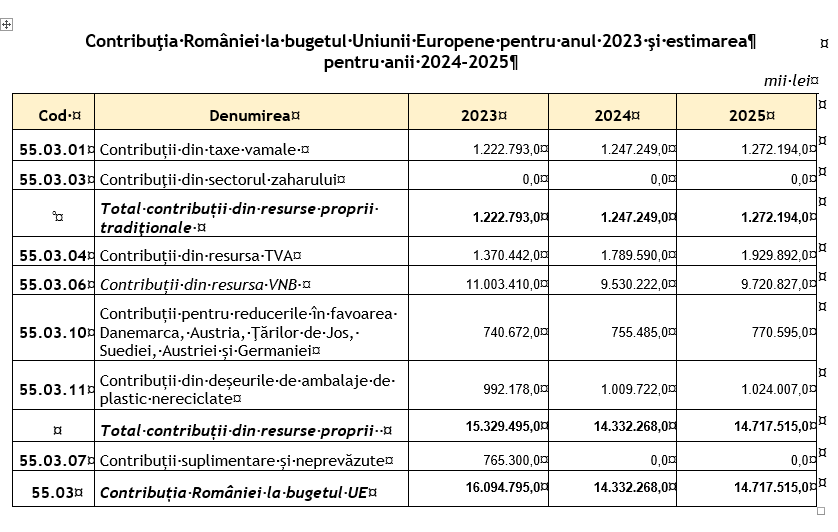 Contribuţia României la bugetul Uniunii Europene pentru anul 2023 şi estimarea¶
pentru anii 2024-2025¶
mii lei¤
Cod ¤ Denumirea¤ 2023¤ 2024¤ 2025¤
55.03.01¤ Contribuții din taxe vamale ¤ 1.222.793,0¤ 1.247.249,0¤ 1.272.194,0¤
55.03.03¤ Contribuţii din sectorul zaharului¤ 0,0¤ 0,0¤ 0,0¤
Total contribuții din resurse proprii
tradiţionale ¤ 1.222.793,0¤ 1.247.249,0¤ 1.272.194,0¤
55.03.04¤ Contribuții din resursa TVA¤ 1.370.442,0¤ 1.789.590,0¤ 1.929.892,0¤
55.03.06¤ Contribuții din resursa VNB ¤ 11.003.410,0¤ 9.530.222,0¤ 9.720.827,0¤
Contribuții pentru reducerile în favoarea
55.03.10¤ Danemarca, Austria, Țărilor de Jos, 740.672,0¤ 755.485,0¤ 770.595,0¤
Suediei, Austriei și Germaniei¤
55.03.11¤ Contribuții din deșeurile de ambalaje de
plastic nereciclate¤ 992.178,0¤ 1.009.722,0¤ 1.024.007,0¤
¤ Total contribuții din resurse proprii ¤ 15.329.495,0¤ 14.332.268,0¤ 14.717.515,0¤
55.03.07¤ Contribuții suplimentare și neprevăzute¤ 765.300,0¤ 0,0¤ 0,0¤
55.03¤ Contribuția României la bugetul UE¤ 16.094.795,0¤ 14.332.268,0¤ 14.717.515,0¤